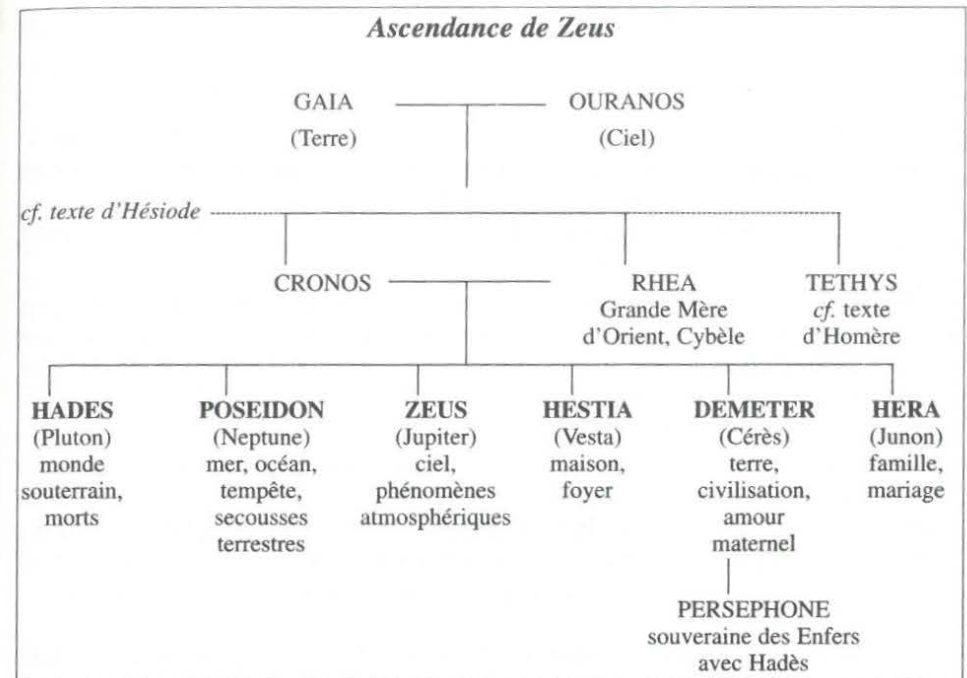 Ascendance de Zeus
GAIA OURANOS
(Terre) (Ciel)
cf. texte d'Hésiode
CRONOS RHEA TETHYS
Grande Mère cf. texte
d'Orient, Cybèle d'Homère
HADES POSEIDON ZEUS HESTIA DEMETER HERA
(Pluton) (Neptune) (Jupiter) (Vesta) (Cérès) (Junon)
monde mer, océan, ciel, maison, terre, famille,
souterrain, tempête, phénomènes foyer civilisation, mariage
morts secousses atmosphériques amour
terrestres maternel
PERSEPHONE
souveraine des Enfers
avec Hadès